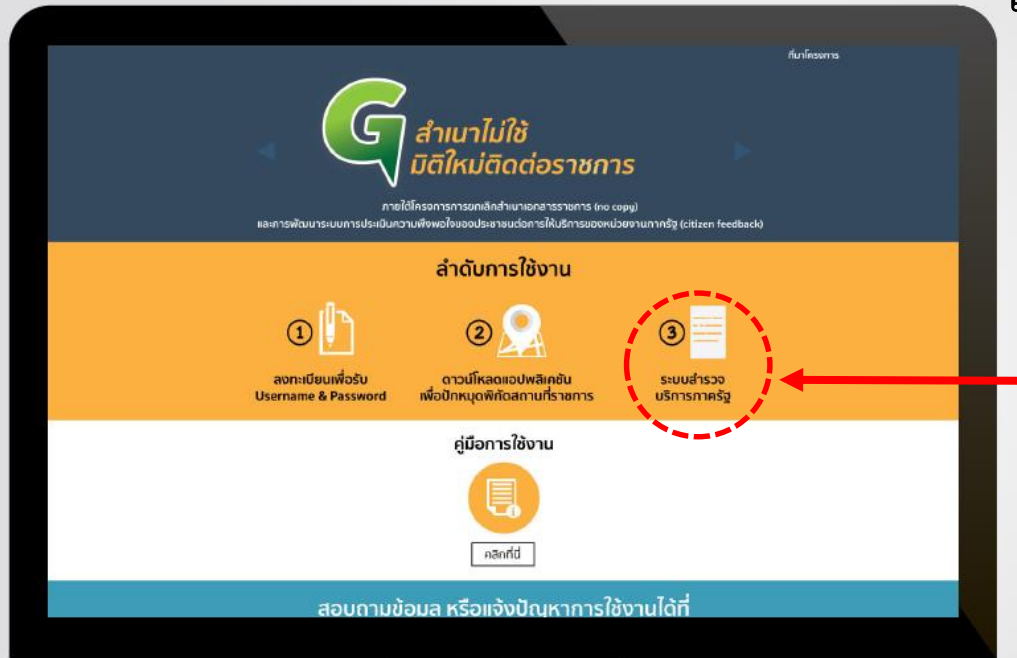 ที่มาโครงการ
G สำเนาไม่ใช้
มิติใหม่ติดต่อราชการ
ภายใต้โครงการการยกเลิกสำเนาเอกสารราชการ (no copy)
และการพัฒนาระบบการประเมินความพึงพอใจของประชาชนต่อการให้บริการของหน่วยงานภาครัฐ (citizen feedback)
ลำดับการใช้งาน
1
ลงทะเบียนเพื่อรับ
Username & Password
2
ดาวน์โหลดแอปพลิเคชัน
เพื่อปักหมุดพิกัดสถานที่ราชการ
3
ระบบสำรวจ
บริการภาครัฐ
คู่มือการใช้งาน
คลิกที่นี่
สอบถามข้อมูล หรือแจ้งปัญหาการใช้งานได้ที่